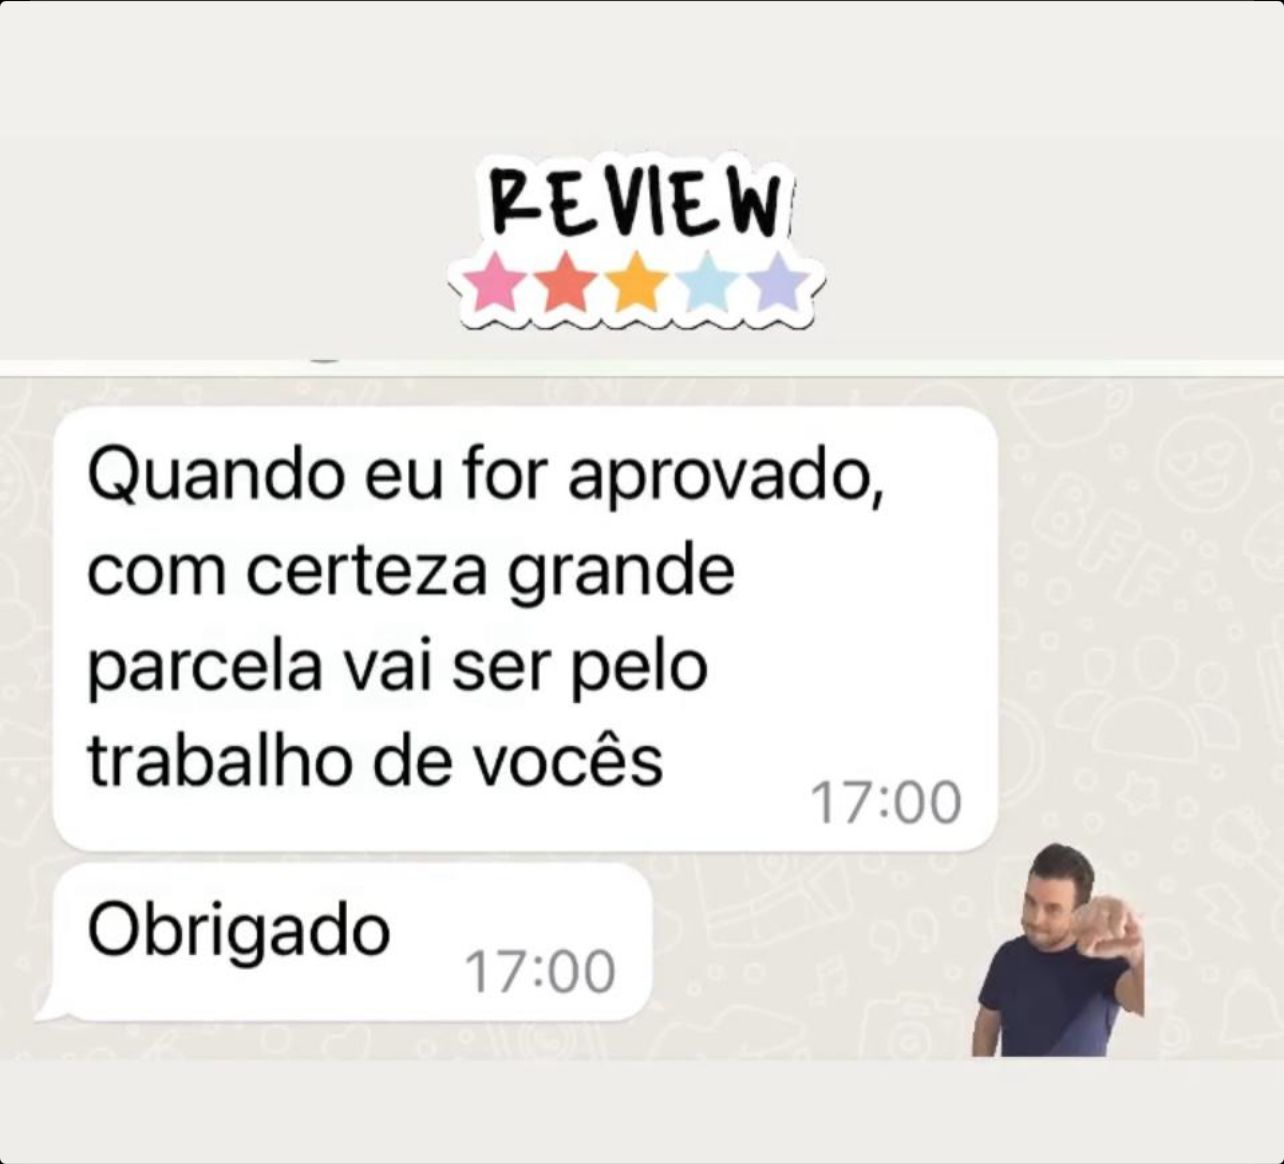 REVIEW
Quando eu for aprovado,
com certeza grande
parcela vai ser pelo
trabalho de vocês
17:00
Obrigado
17:00
BFF